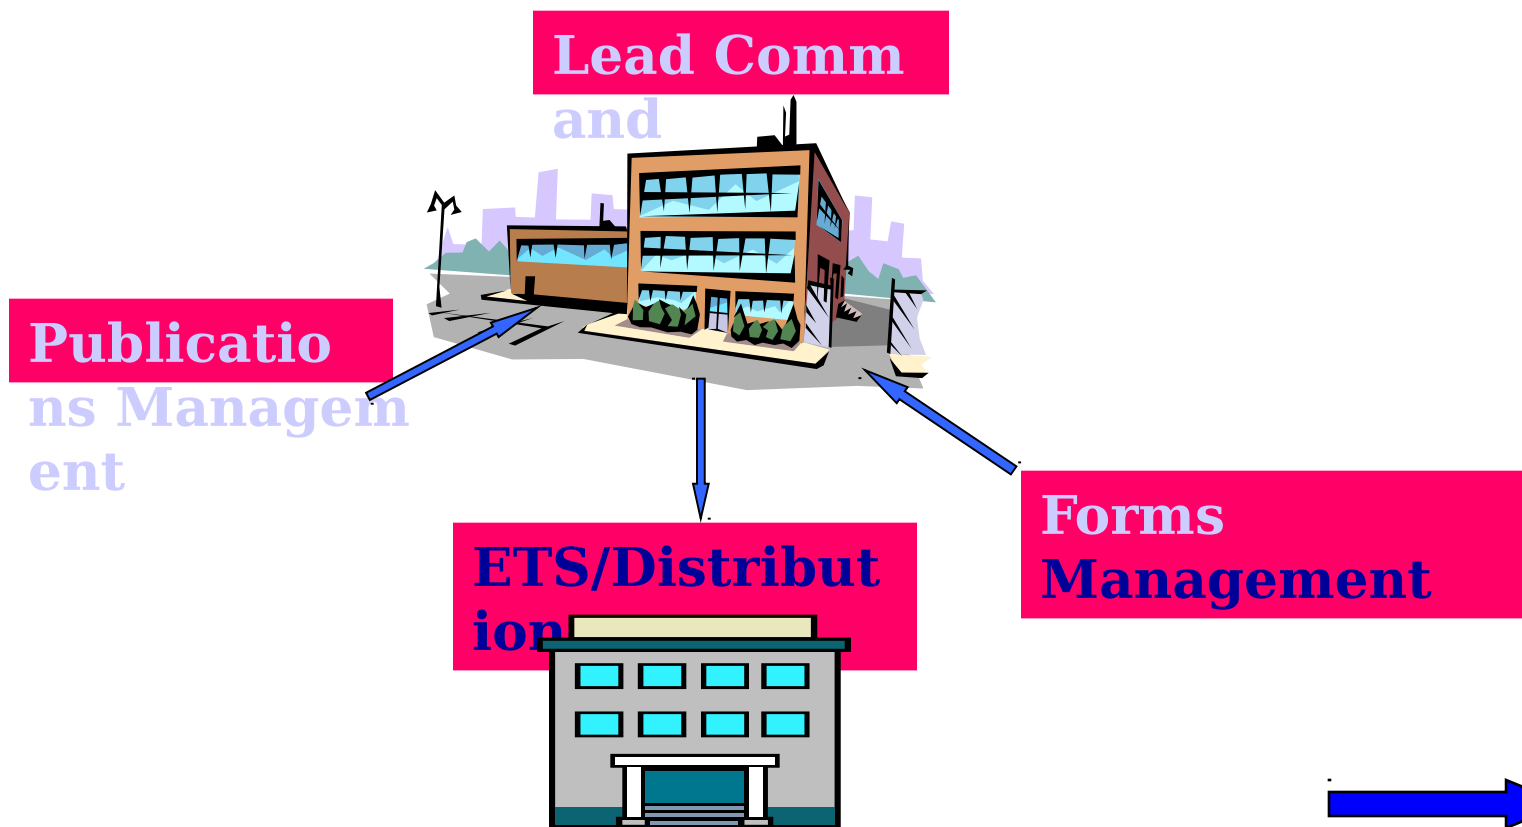 Lead Comm
and
Publicatio
ns Managem
ent
ETS/Distribut
ion
Forms
Management